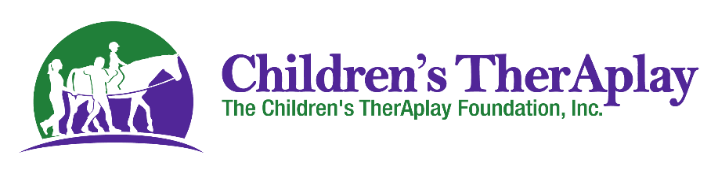 Children's TherAplay
The Children's TherAplay Foundation, Inc.